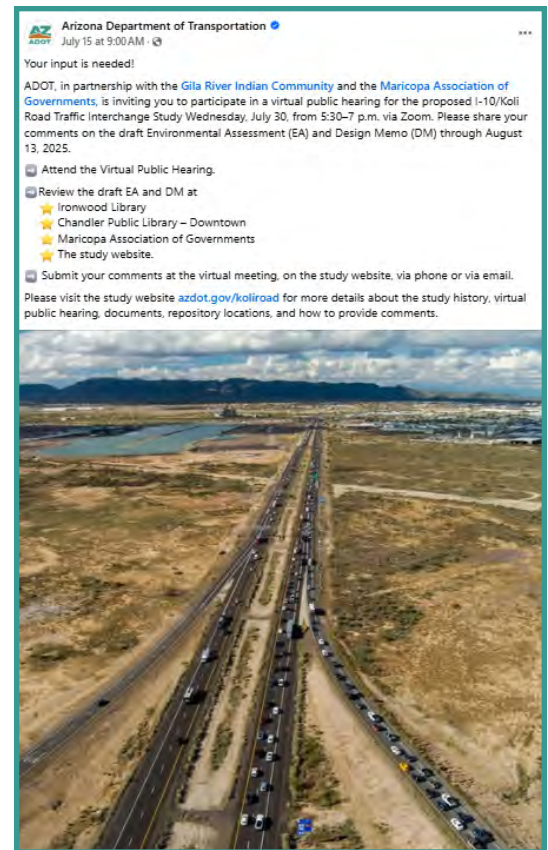 AZ
ADOT
Arizona Department of Transportation
July 15 at 9:00 AM ·
Your input is needed!
ADOT, in partnership with the Gila River Indian Community and the Maricopa Association of
Governments, is inviting you to participate in a virtual public hearing for the proposed I-10/Koli
Road Traffic Interchange Study Wednesday, July 30, from 5:30–7 p.m. via Zoom. Please share your
comments on the draft Environmental Assessment (EA) and Design Memo (DM) through August
13, 2025.
➡️ Attend the Virtual Public Hearing.
➡️Review the draft EA and DM at
⭐ Ironwood Library
⭐ Chandler Public Library – Downtown
⭐ Maricopa Association of Governments
⭐ The study website.
➡️ Submit your comments at the virtual meeting, on the study website, via phone or via email.
Please visit the study website azdot.gov/koliroad for more details about the study history, virtual
public hearing, documents, repository locations, and how to provide comments.